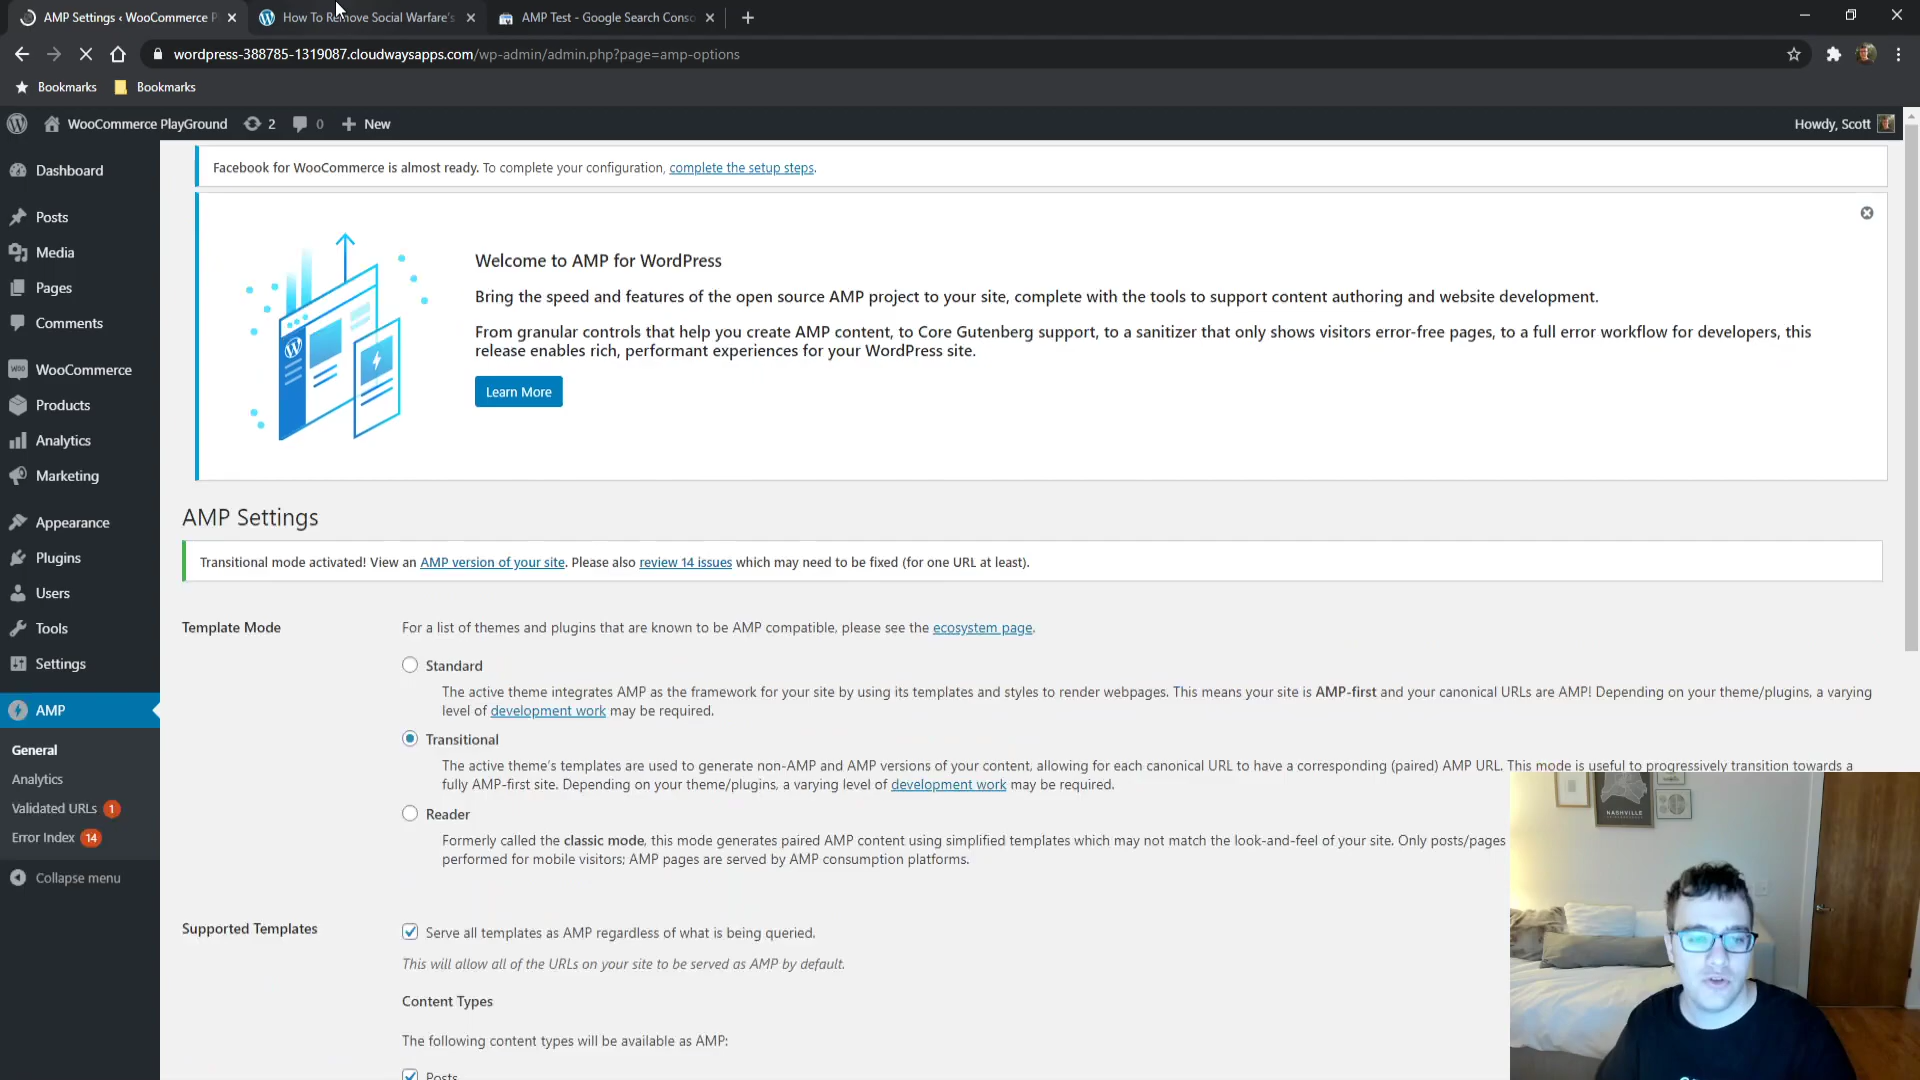 AMP Settings ‹ WooCommerce P
How To Remove Social Warfare's
AMP Test - Google Search Conso
wordpress-388785-1319087.cloudwaysapps.com/wp-admin/admin.php?page=amp-options
Bookmarks
Bookmarks
WooCommerce PlayGround
2
0
New
Howdy, Scott
Dashboard
Posts
Media
Pages
Comments
WooCommerce
Products
Analytics
Marketing
Appearance
Plugins
Users
Tools
Settings
AMP
General
Analytics
Validated URLs 1
Error Index 14
Collapse menu
Facebook for WooCommerce is almost ready. To complete your configuration, complete the setup steps.
Welcome to AMP for WordPress
Bring the speed and features of the open source AMP project to your site, complete with the tools to support content authoring and website development.
From granular controls that help you create AMP content, to Core Gutenberg support, to a sanitizer that only shows visitors error-free pages, to a full error workflow for developers, this
release enables rich, performant experiences for your WordPress site.
Learn More
AMP Settings
Transitional mode activated! View an AMP version of your site. Please also review 14 issues which may need to be fixed (for one URL at least).
Template Mode
For a list of themes and plugins that are known to be AMP compatible, please see the ecosystem page.
Standard
The active theme integrates AMP as the framework for your site by using its templates and styles to render webpages. This means your site is AMP-first and your canonical URLs are AMP! Depending on your theme/plugins, a varying
level of development work may be required.
Transitional
The active theme's templates are used to generate non-AMP and AMP versions of your content, allowing for each canonical URL to have a corresponding (paired) AMP URL. This mode is useful to progressively transition towards a
fully AMP-first site. Depending on your theme/plugins, a varying level of development work may be required.
Reader
Formerly called the classic mode, this mode generates paired AMP content using simplified templates which may not match the look-and-feel of your site. Only posts/pages
performed for mobile visitors; AMP pages are served by AMP consumption platforms.
Supported Templates
Serve all templates as AMP regardless of what is being queried.
This will allow all of the URLs on your site to be served as AMP by default.
Content Types
The following content types will be available as AMP:
Posts
NASHVILLE